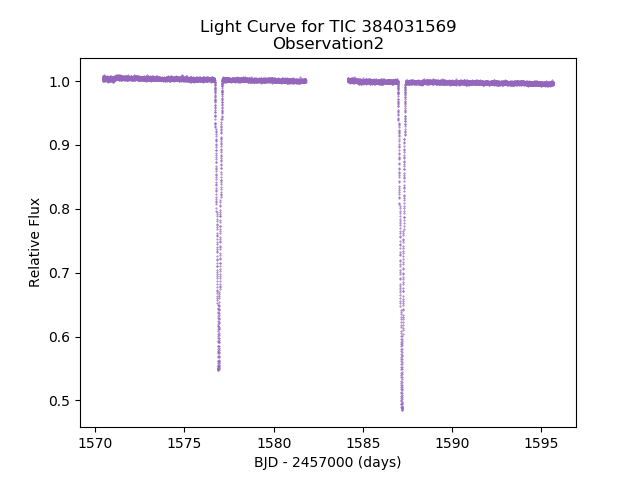 Light Curve for TIC 384031569
Observation2
Relative Flux
1.0
0.9
0.8
0.7
0.6
0.5
1570 1575 1580 1585 1590 1595
BJD - 2457000 (days)